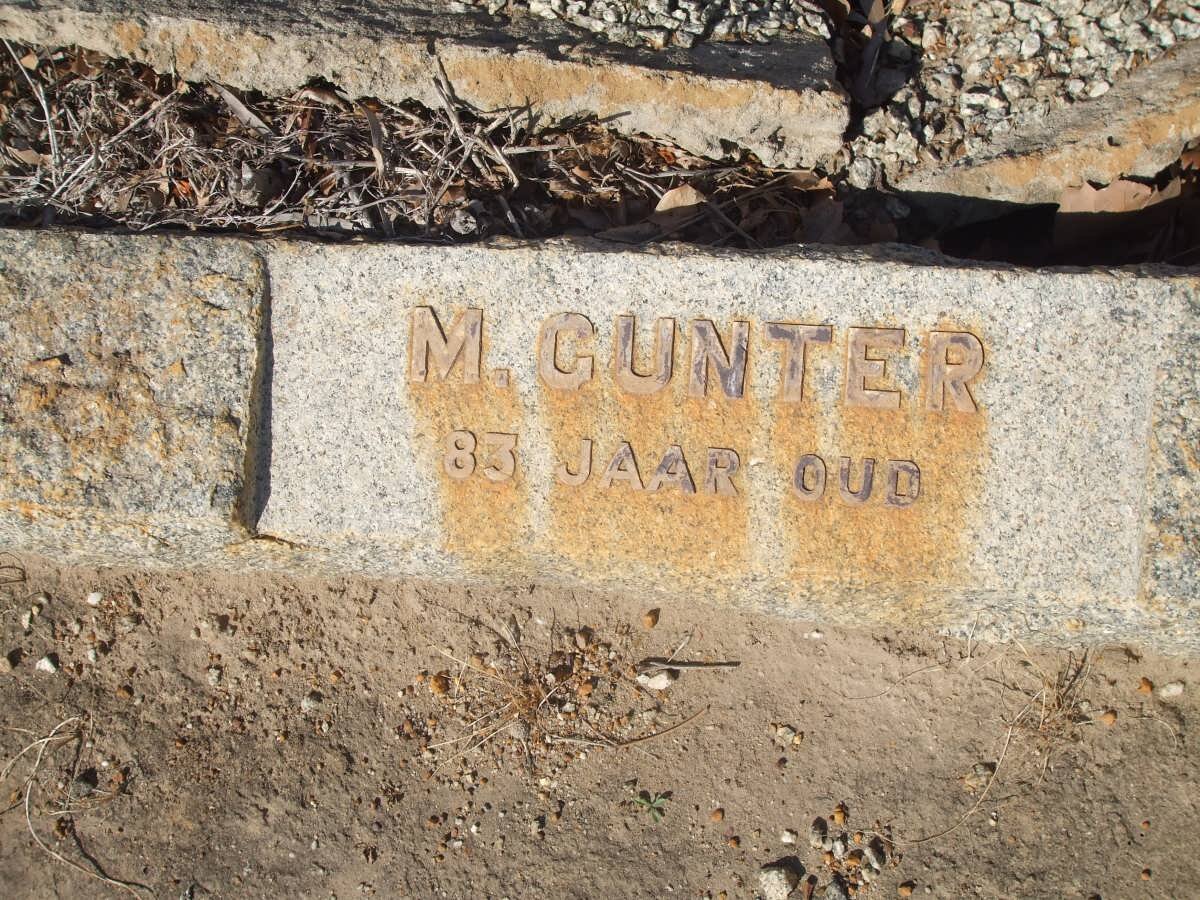 M. GUNTER
83 JAAR OUD